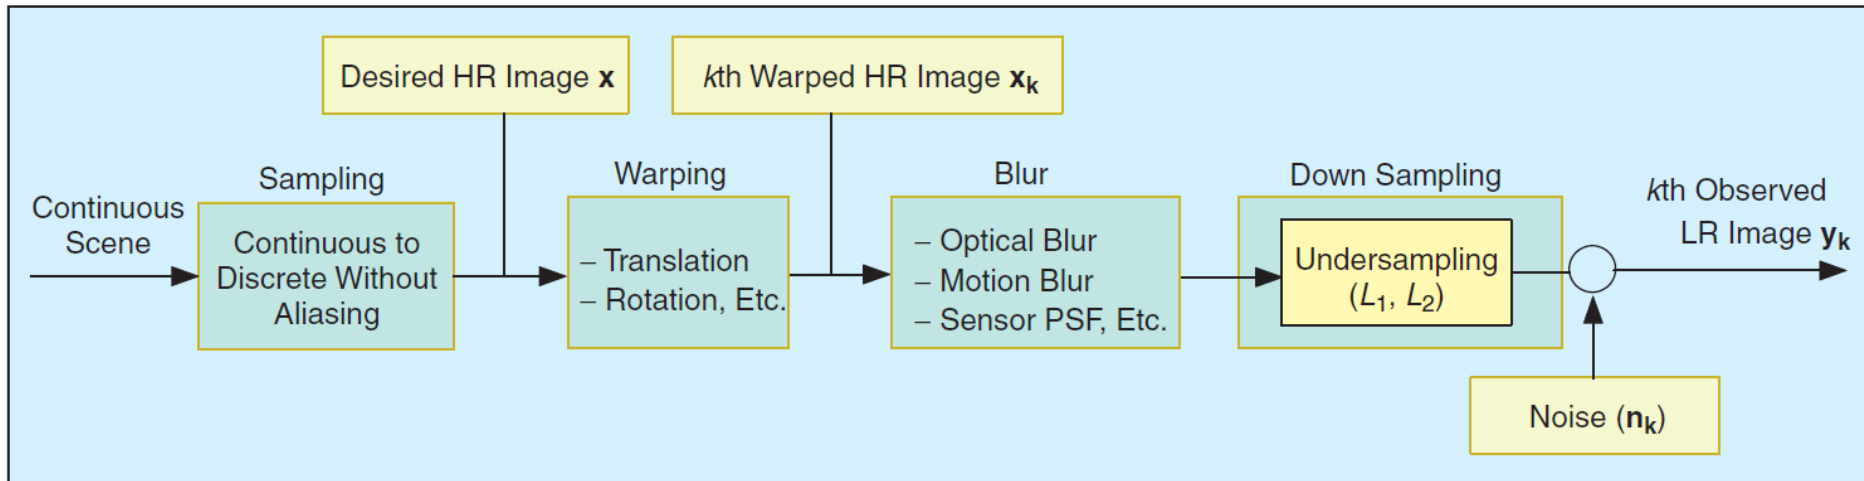 Desired HR Image x
kth Warped HR Image xk
Continuous
Scene
Sampling
Continuous to
Discrete Without
Aliasing
Warping
– Translation
– Rotation, Etc.
Blur
– Optical Blur
– Motion Blur
– Sensor PSF, Etc.
Down Sampling
Undersampling
(L1, L2)
kth Observed
LR Image yk
Noise (nk)